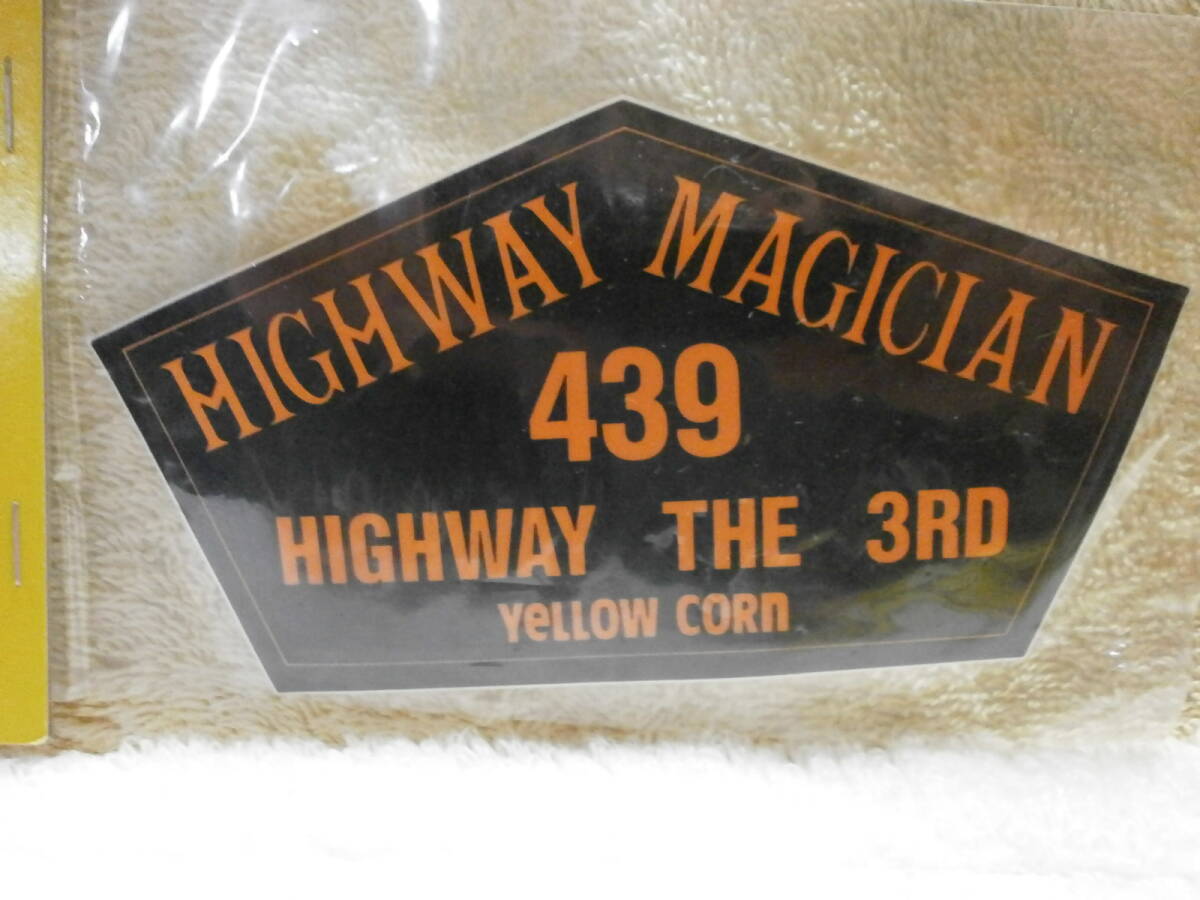 HIGHWAY MAGICIAN
439
HIGHWAY THE 3RD
YeLLOW CORn